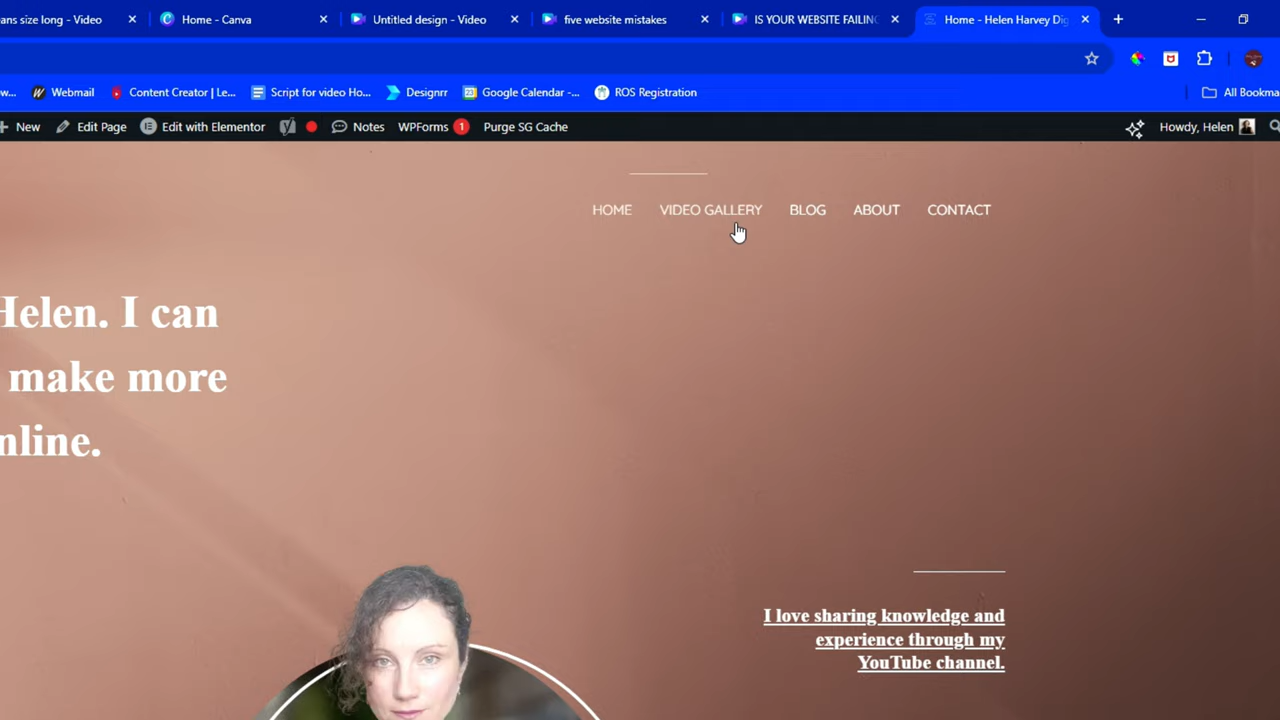 ans size long - Video
Home - Canva
Untitled design - Video
five website mistakes
IS YOUR WEBSITE FAILING
Home - Helen Harvey Dig
Webmail
Content Creator | Le...
Script for video Ho...
Designrr
Google Calendar -...
ROS Registration
All Bookma
New
Edit Page
Edit with Elementor
Notes
WPForms 1
Purge SG Cache
Howdy, Helen
HOME
VIDEO GALLERY
BLOG
ABOUT
CONTACT
Helen. I can
make more
nline.
I love sharing knowledge and
experience through my
YouTube channel.